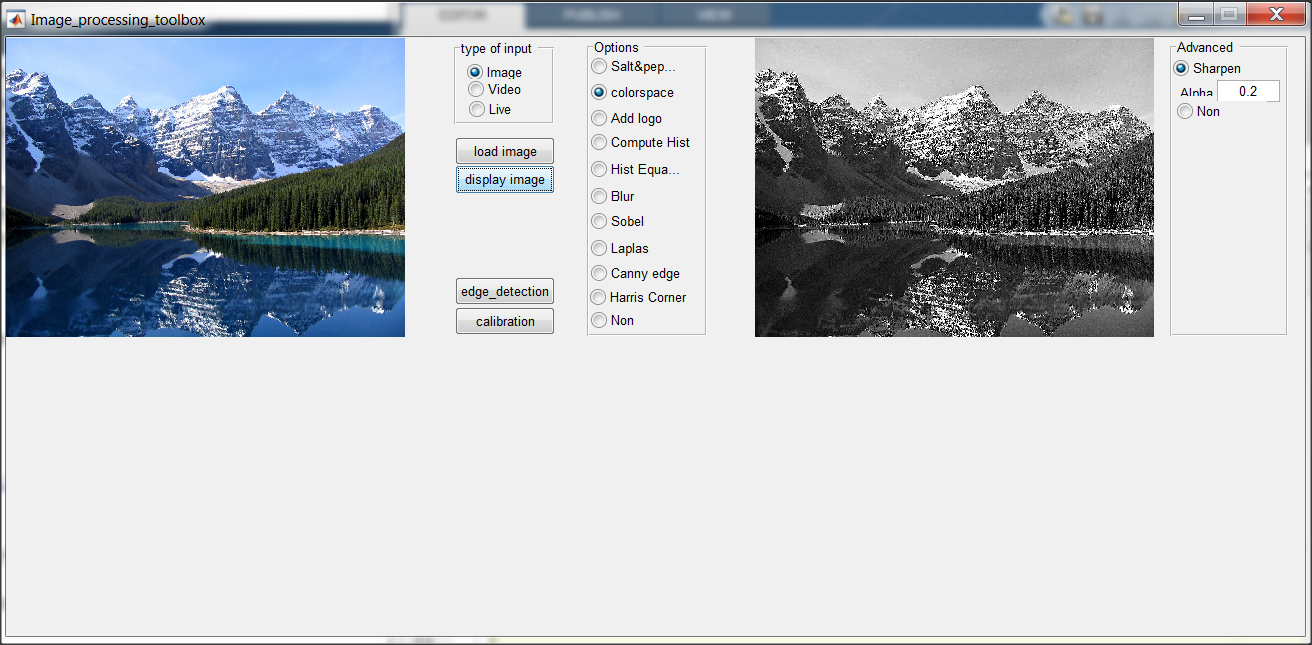 Image_processing_toolbox
EDITOR
PUBLISH
VIEW
type of input
Image
Video
Live
load image
display image
edge_detection
calibration
Options
Salt&pep...
colorspace
Add logo
Compute Hist
Hist Equa...
Blur
Sobel
Laplas
Canny edge
Harris Corner
Non
Advanced
Sharpen
Alpha 0.2
Non